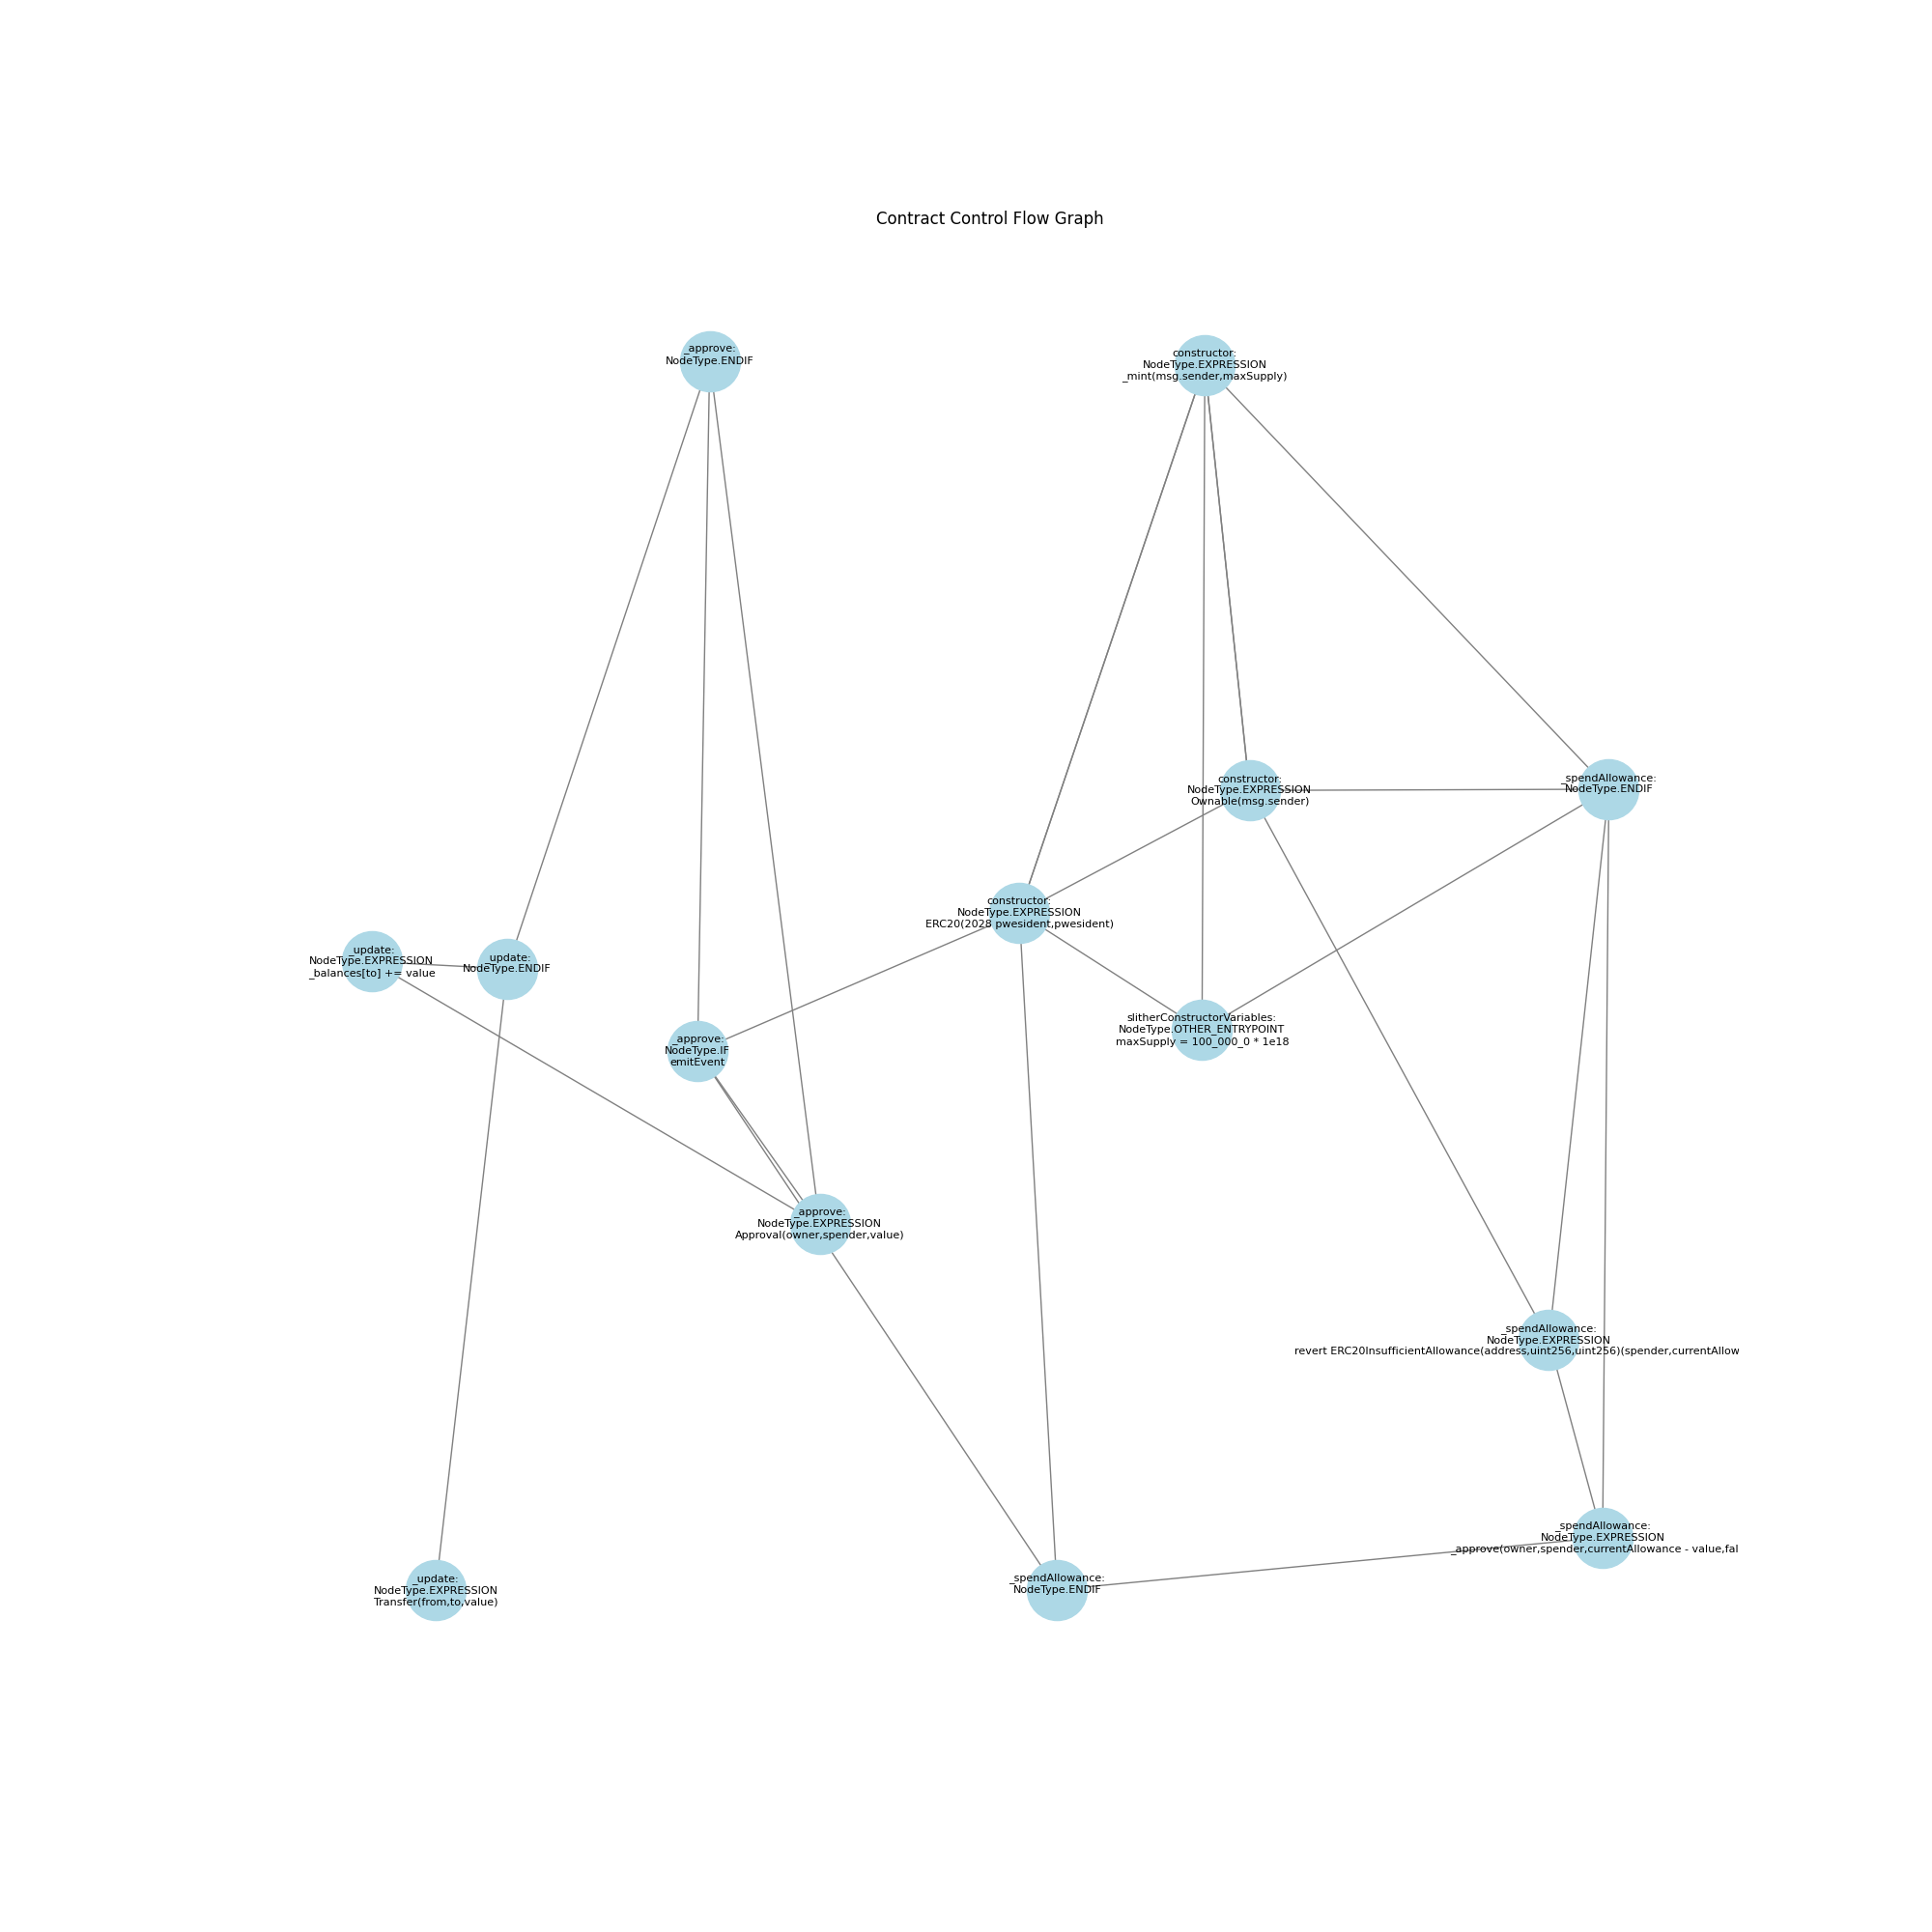 Contract Control Flow Graph
_approve:
NodeType.ENDIF
constructor:
NodeType.EXPRESSION
_mint(msg.sender,maxSupply)
constructor:
NodeType.EXPRESSION
Ownable(msg.sender)
_spendAllowance:
NodeType.ENDIF
constructor:
NodeType.EXPRESSION
ERC20(2028 pwesident,pwesident)
_update:
NodeType.EXPRESSION
_balances[to] += value
_update:
NodeType.ENDIF
slitherConstructorVariables:
NodeType.OTHER_ENTRYPOINT
maxSupply = 100_000_0 * 1e18
_approve:
NodeType.IF
emitEvent
_approve:
NodeType.EXPRESSION
Approval(owner,spender,value)
_spendAllowance:
NodeType.EXPRESSION
revert ERC20InsufficientAllowance(address,uint256,uint256)(spender,currentAllow
_spendAllowance:
NodeType.EXPRESSION
_approve(owner,spender,currentAllowance - value,fal
_update:
NodeType.EXPRESSION
Transfer(from,to,value)
_spendAllowance:
NodeType.ENDIF